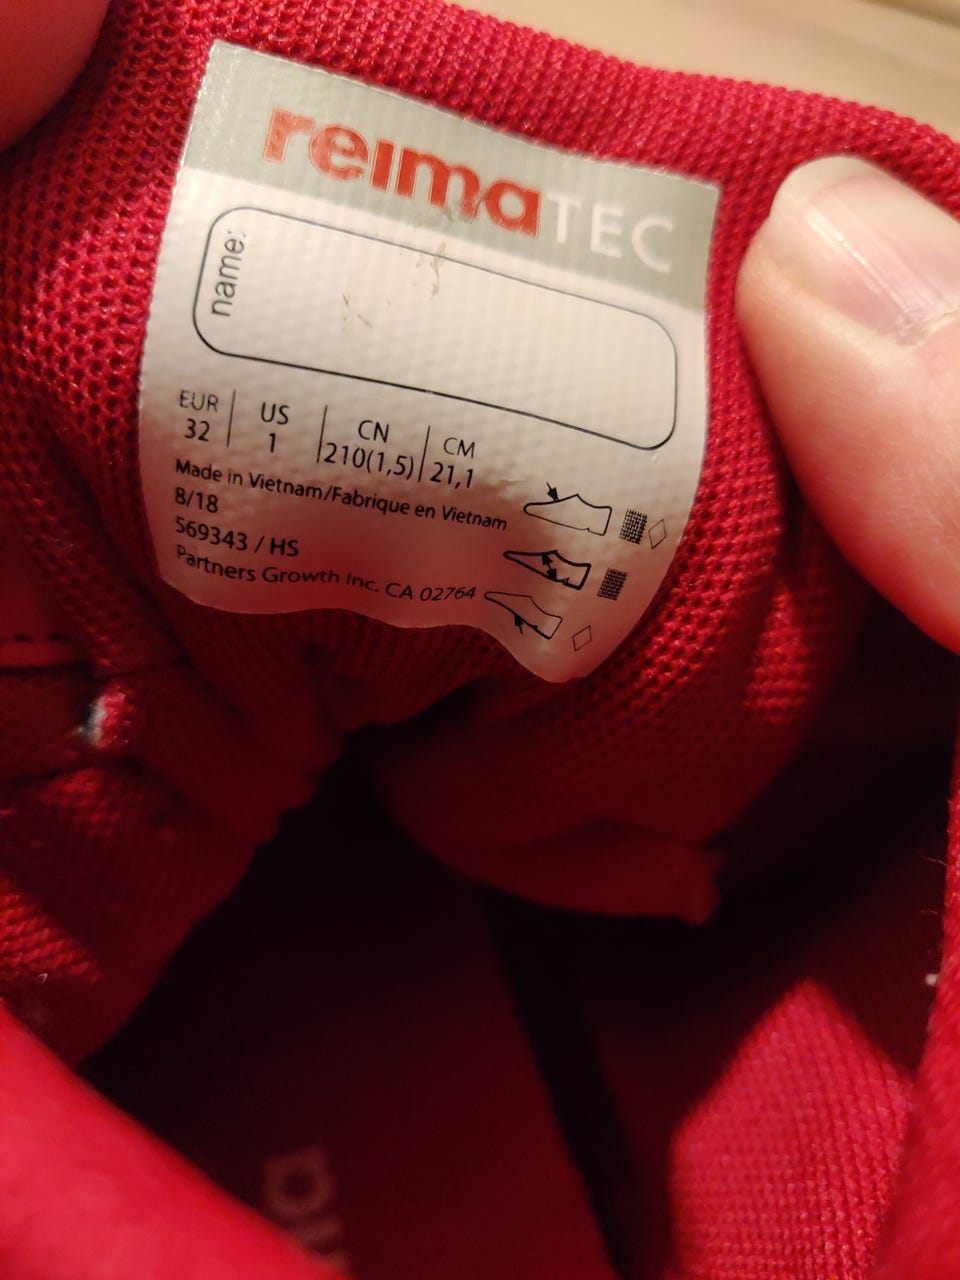 reimaTEC
name:
EUR US CN CM
32 1 210(1,5) 21,1
Made in Vietnam/Fabrique en Vietnam
8/18
569343 / HS
Partners Growth Inc. CA 02764